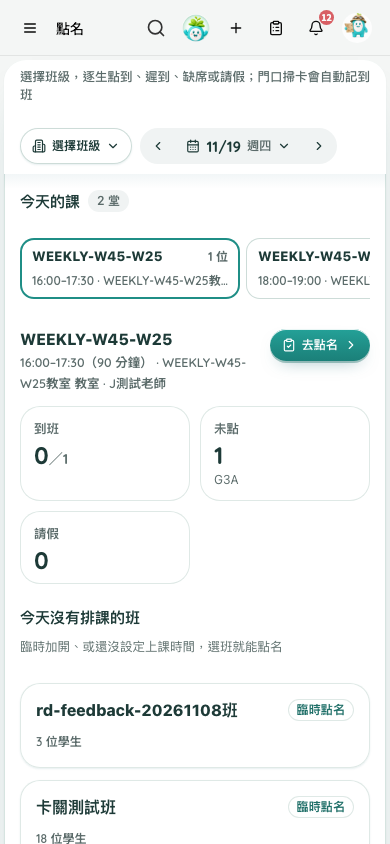 點名
12
選擇班級，逐生點到、遲到、缺席或請假；門口掃卡會自動記到
班
選擇班級
11/19 週四
今天的課 2 堂
WEEKLY-W45-W25 1 位
16:00–17:30 · WEEKLY-W45-W25教…
WEEKLY-W45-W
18:00–19:00 · WEEKL
WEEKLY-W45-W25
16:00–17:30（90 分鐘） · WEEKLY-W45-
W25教室 教室 · J測試老師
去點名
到班
0／1
未點
1
G3A
請假
0
今天沒有排課的班
臨時加開、或還沒設定上課時間，選班就能點名
rd-feedback-20261108班 臨時點名
3 位學生
卡關測試班 臨時點名
18 位學生